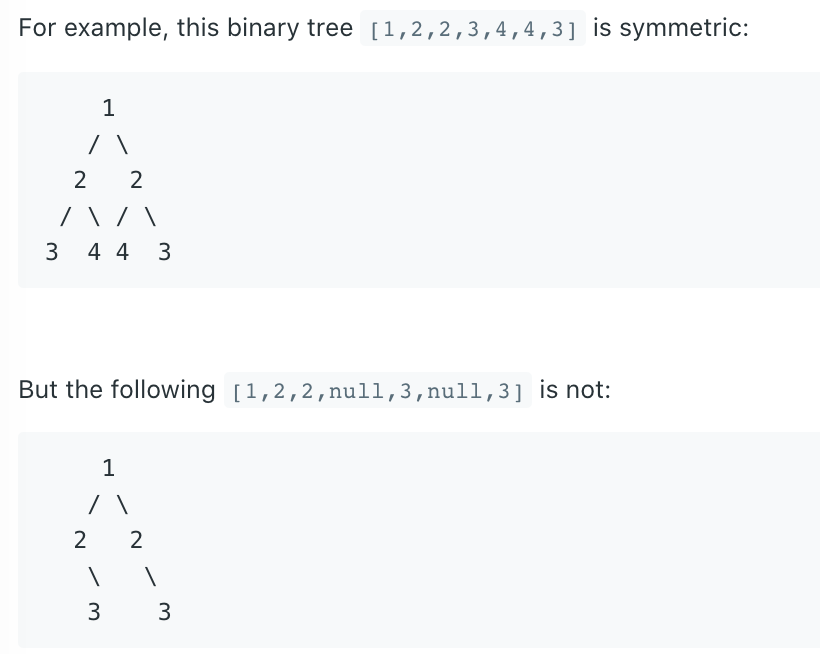 For example, this binary tree [1,2,2,3,4,4,3] is symmetric:
    1
   / \
  2   2
 / \ / \
3  4 4  3
But the following [1,2,2,null,3,null,3] is not:
    1
   / \
  2   2
   \   \
   3    3